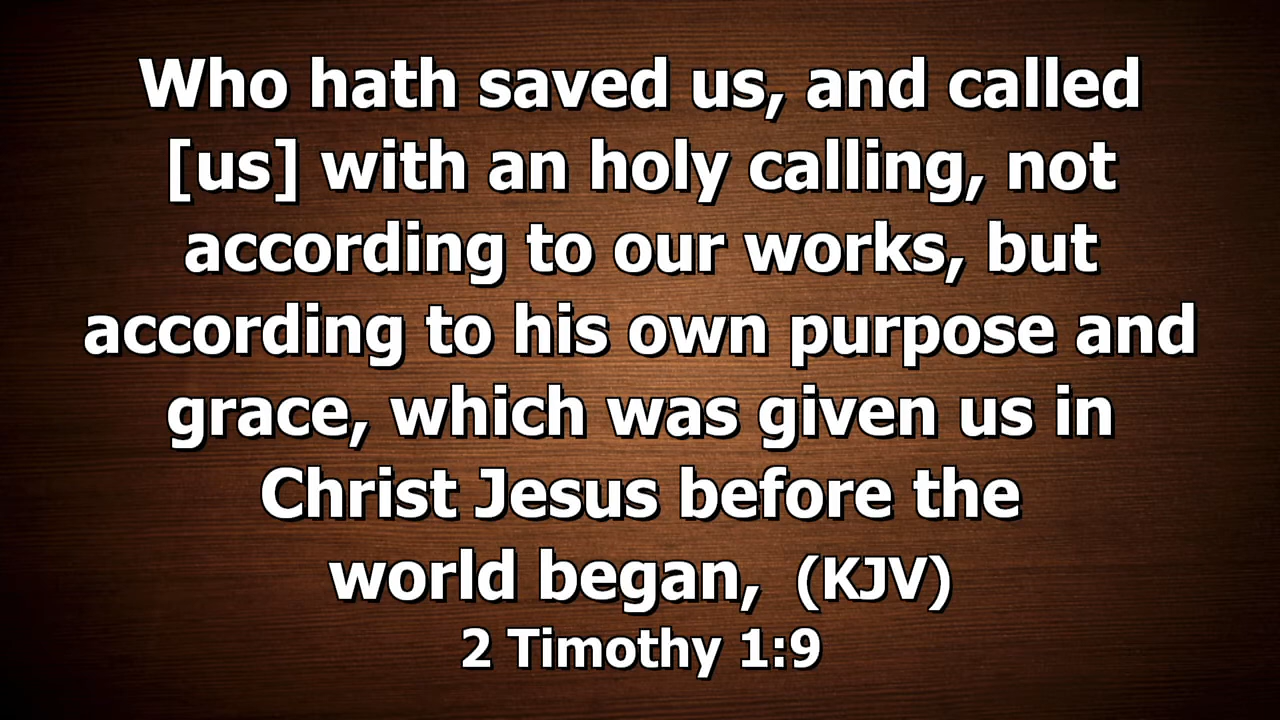 Who hath saved us, and called
[us] with an holy calling, not
according to our works, but
according to his own purpose and
grace, which was given us in
Christ Jesus before the
world began, (KJV)
2 Timothy 1:9